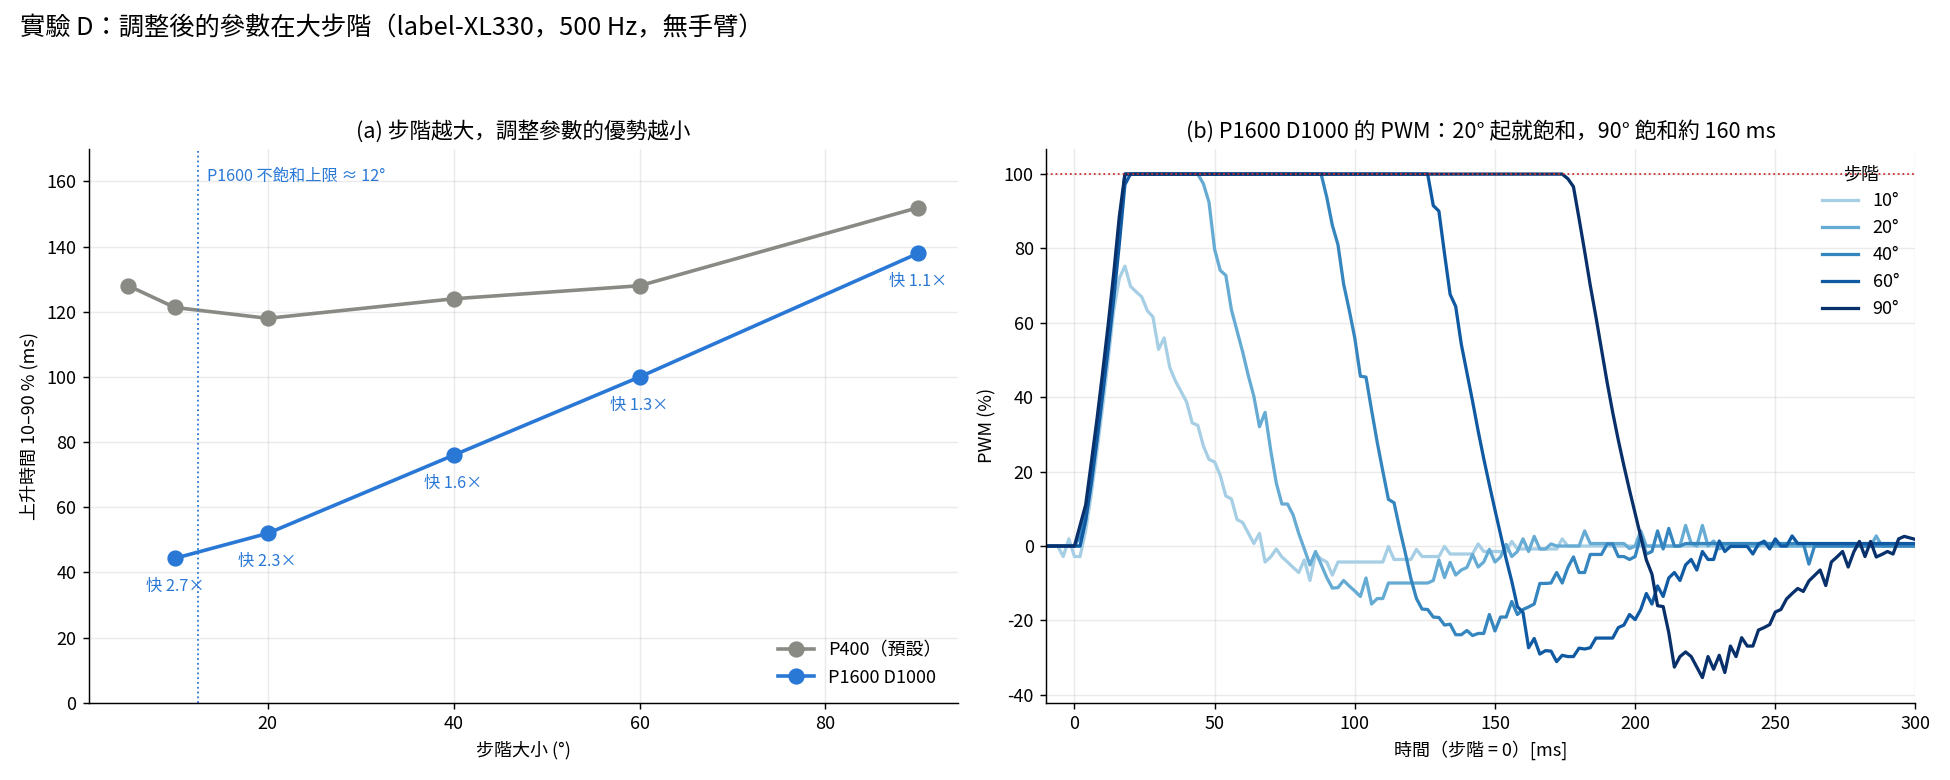 實驗 D：調整後的參數在大步階（label-XL330，500 Hz，無手臂）
(a) 步階越大，調整參數的優勢越小
P1600 不飽和上限 ≈ 12°
160
140
120
100
80
60
40
20
0
上升時間 10–90 % (ms)
快 2.7×
快 2.3×
快 1.6×
快 1.3×
快 1.1×
P400（預設）
P1600 D1000
20
40
60
80
步階大小 (°)
(b) P1600 D1000 的 PWM：20° 起就飽和，90° 飽和約 160 ms
步階
10°
20°
40°
60°
90°
100
80
60
40
20
0
-20
-40
PWM (%)
0
50
100
150
200
250
300
時間（步階 = 0）[ms]